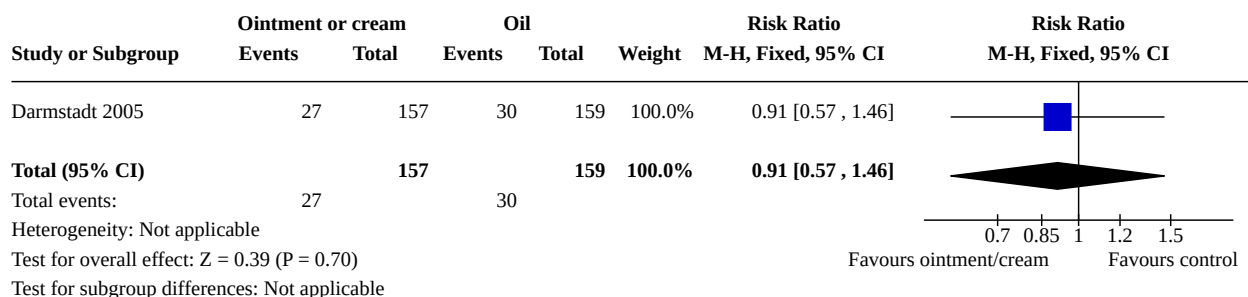 Ointment or cream Oil Risk Ratio Risk Ratio
Study or Subgroup Events Total Events Total Weight M-H, Fixed, 95% CI M-H, Fixed, 95% CI
Darmstadt 2005 27 157 30 159 100.0% 0.91 [0.57 , 1.46]
Total (95% CI) 157 159 100.0% 0.91 [0.57 , 1.46]
Total events: 27 30
Heterogeneity: Not applicable
0.7 0.85 1 1.2 1.5
Test for overall effect: Z = 0.39 (P = 0.70) Favours ointment/cream Favours control
Test for subgroup differences: Not applicable